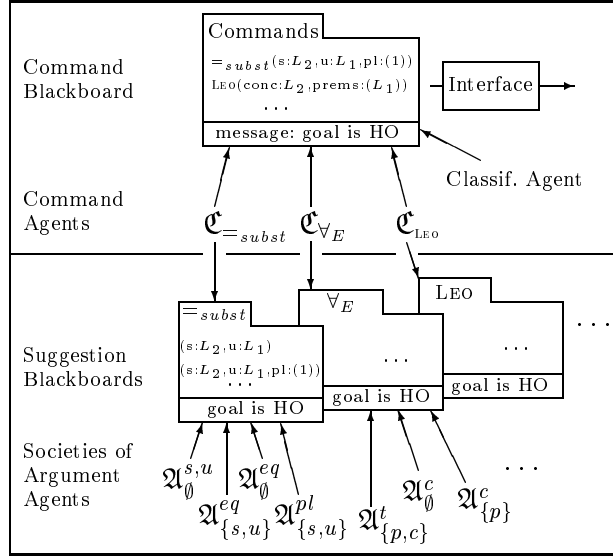 Commands
=subst(s:L2,u:L1,pl:(1))
LEO(conc:L2,prems:(L1))
...
message: goal is HO
Command
Blackboard
Interface
Classif. Agent
Command
Agents
ℭ=subst
ℭ∀E
ℭLEO
=subst
(s:L2,u:L1)
(s:L2,u:L1,pl:(1))
...
goal is HO
∀E
...
goal is HO
LEO
...
goal is HO
...
Suggestion
Blackboards
Societies of
Argument
Agents
𝔄∅^{s,u}
𝔄{s,u}^{eq}
𝔄∅^{eq}
𝔄{s,u}^{pl}
𝔄{p,c}^{t}
𝔄∅^{c}
𝔄{p}^{c}
...